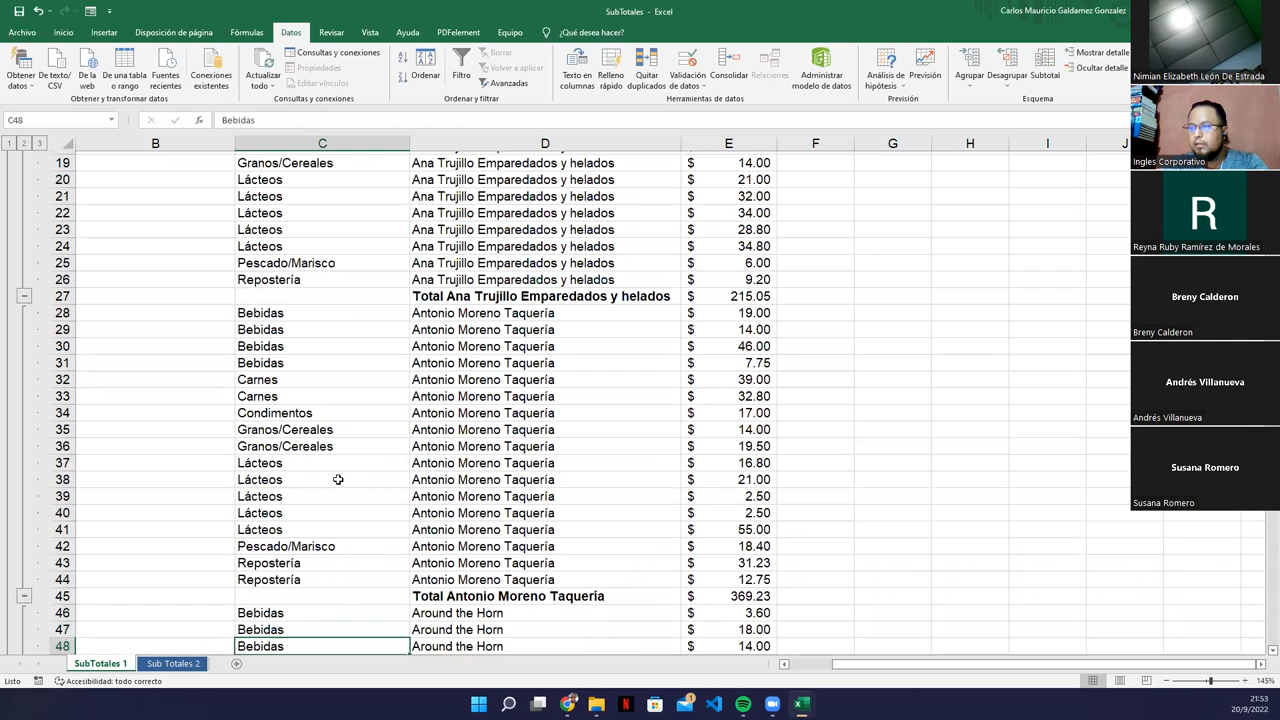 SubTotales - Excel
Carlos Mauricio Galdamez Gonzalez
Archivo Inicio Insertar Disposición de página Fórmulas Datos Revisar Vista Ayuda PDFelement Equipo ¿Qué desea hacer?
Obtener datos
De texto/ CSV
De la web
De una tabla o rango
Fuentes recientes
Conexiones existentes
Obtener y transformar datos
Actualizar todo
Consultas y conexiones
Propiedades
Editar vínculos
Consultas y conexiones
Ordenar
Filtro
Borrar
Volver a aplicar
Avanzadas
Ordenar y filtrar
Texto en columnas
Relleno rápido
Quitar duplicados
Validación de datos
Consolidar
Relaciones
Administrar modelo de datos
Herramientas de datos
Análisis de hipótesis
Previsión
Previsión
Agrupar
Desagrupar
Subtotal
Mostrar detalle
Ocultar detalle
Esquema
C48 fx Bebidas
1 2 3 B C D E F G H I J
19 Granos/Cereales Ana Trujillo Emparedados y helados $ 14.00
20 Lácteos Ana Trujillo Emparedados y helados $ 21.00
21 Lácteos Ana Trujillo Emparedados y helados $ 32.00
22 Lácteos Ana Trujillo Emparedados y helados $ 34.00
23 Lácteos Ana Trujillo Emparedados y helados $ 28.80
24 Lácteos Ana Trujillo Emparedados y helados $ 34.80
25 Pescado/Marisco Ana Trujillo Emparedados y helados $ 6.00
26 Repostería Ana Trujillo Emparedados y helados $ 9.20
27 Total Ana Trujillo Emparedados y helados $ 215.05
28 Bebidas Antonio Moreno Taquería $ 19.00
29 Bebidas Antonio Moreno Taquería $ 14.00
30 Bebidas Antonio Moreno Taquería $ 46.00
31 Bebidas Antonio Moreno Taquería $ 7.75
32 Carnes Antonio Moreno Taquería $ 39.00
33 Carnes Antonio Moreno Taquería $ 32.80
34 Condimentos Antonio Moreno Taquería $ 17.00
35 Granos/Cereales Antonio Moreno Taquería $ 14.00
36 Granos/Cereales Antonio Moreno Taquería $ 19.50
37 Lácteos Antonio Moreno Taquería $ 16.80
38 Lácteos Antonio Moreno Taquería $ 21.00
39 Lácteos Antonio Moreno Taquería $ 2.50
40 Lácteos Antonio Moreno Taquería $ 2.50
41 Lácteos Antonio Moreno Taquería $ 55.00
42 Pescado/Marisco Antonio Moreno Taquería $ 18.40
43 Repostería Antonio Moreno Taquería $ 31.23
44 Repostería Antonio Moreno Taquería $ 12.75
45 Total Antonio Moreno Taquería $ 369.23
46 Bebidas Around the Horn $ 3.60
47 Bebidas Around the Horn $ 18.00
48 Bebidas Around the Horn $ 14.00
SubTotales 1 Sub Totales 2
Listo Accesibilidad: todo correcto 145%
21:53
20/9/2022
Nimian Elizabeth León De Estrada
Ingles Corporativo
R
Reyna Ruby Ramírez de Morales
Breny Calderon
Breny Calderon
Andrés Villanueva
Andrés Villanueva
Susana Romero
Susana Romero